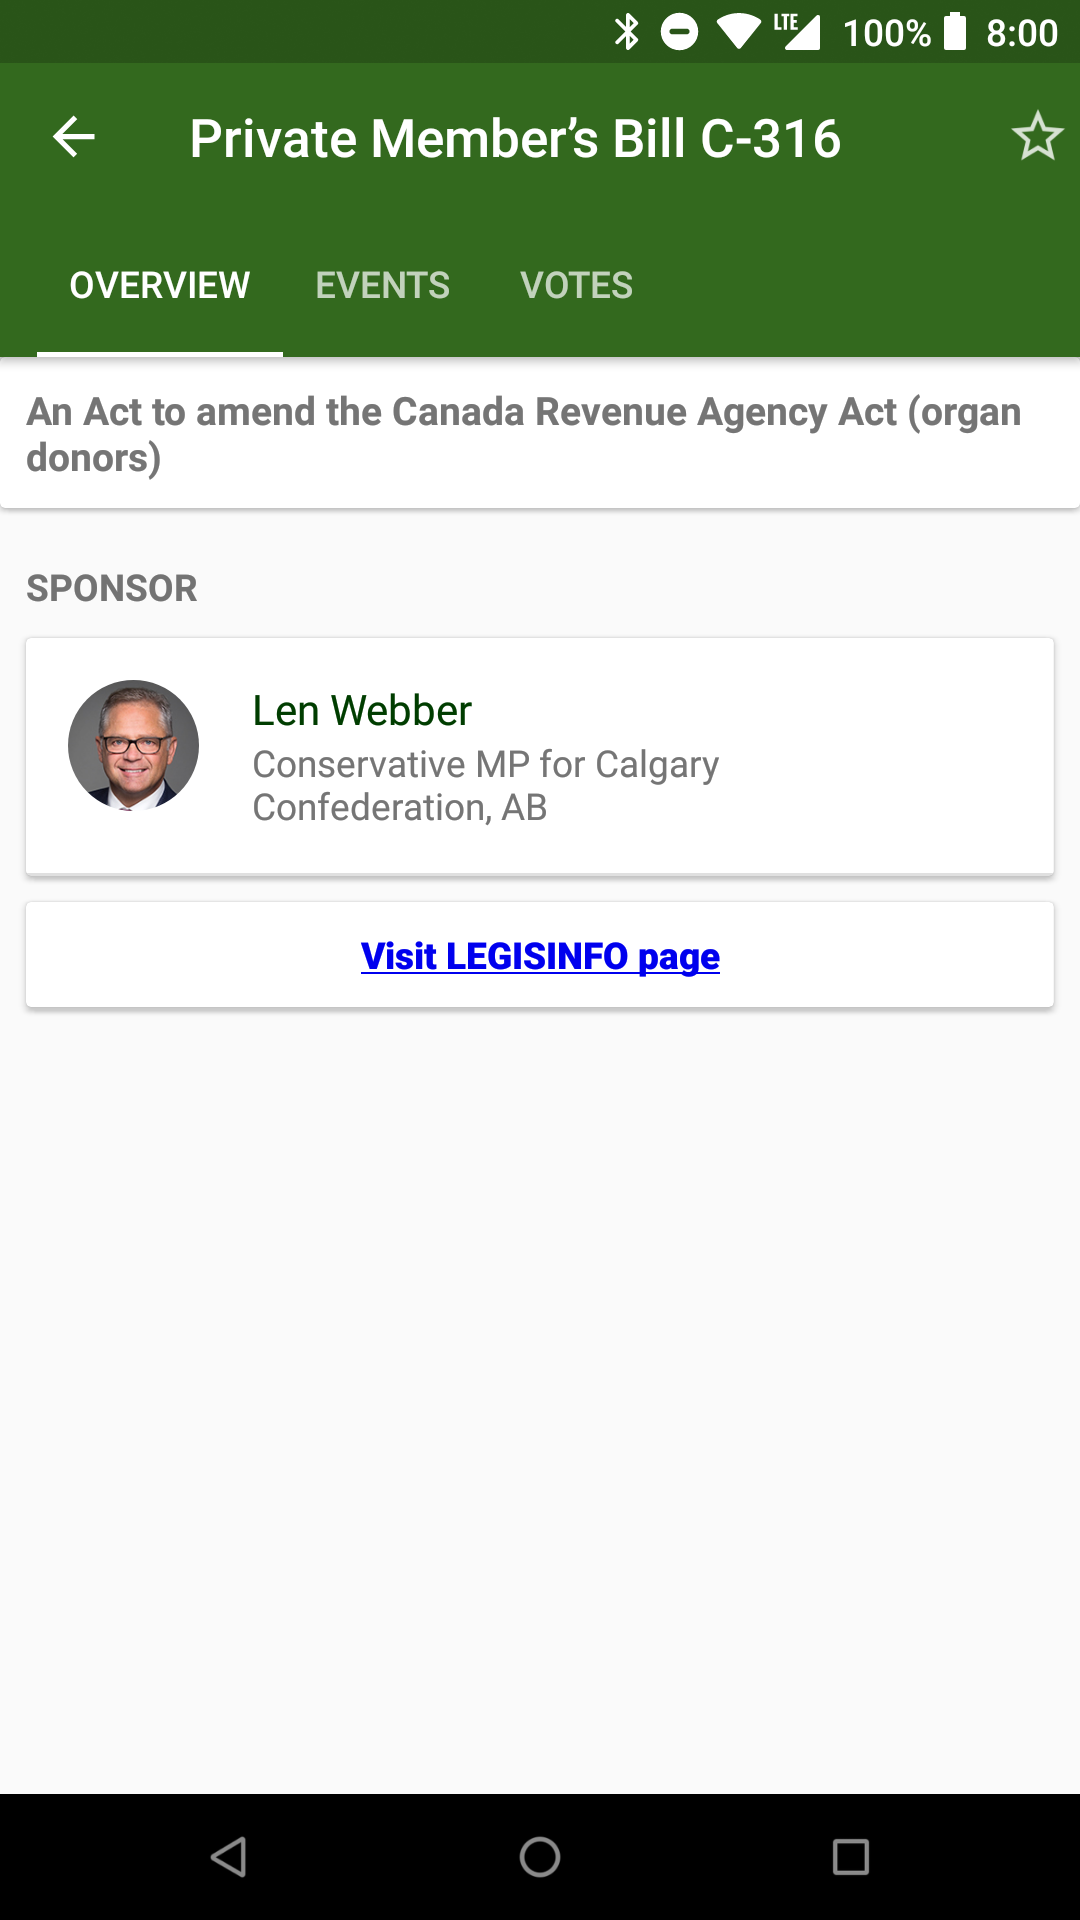 LTE 100% 8:00
Private Member’s Bill C-316
OVERVIEW EVENTS VOTES
An Act to amend the Canada Revenue Agency Act (organ
donors)
SPONSOR
Len Webber
Conservative MP for Calgary
Confederation, AB
Visit LEGISINFO page